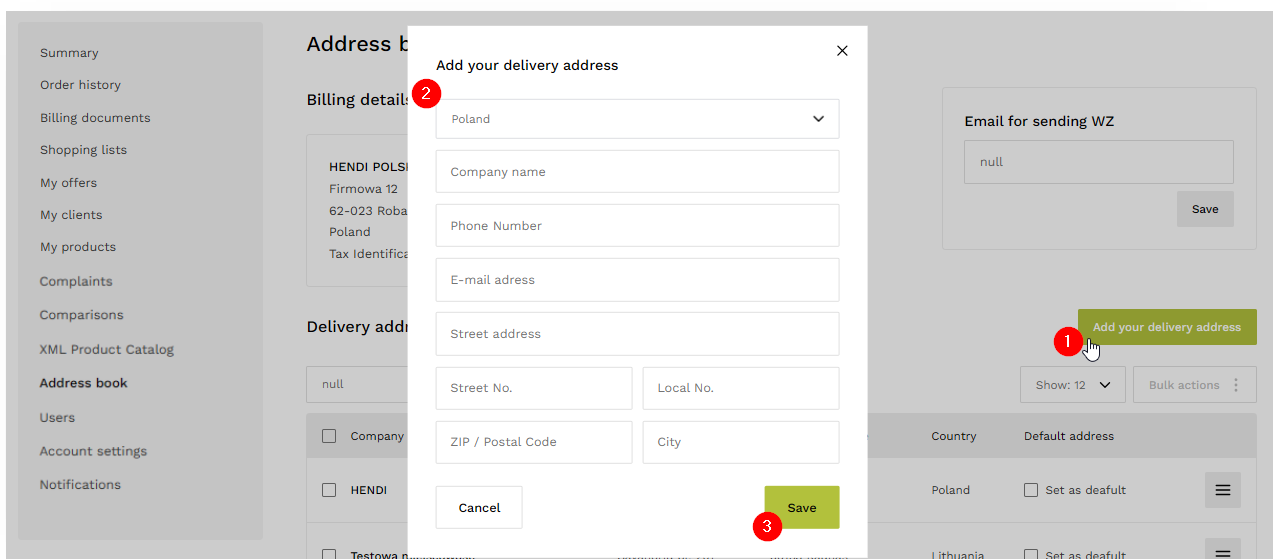 Summary
Order history
Billing documents
Shopping lists
My offers
My clients
My products
Complaints
Comparisons
XML Product Catalog
Address book
Users
Account settings
Notifications
Address
Billing details
HENDI
Firmowa 12
62-023
Poland
Tax
Email for sending WZ
null
Save
Delivery
Add your delivery address
1
null
Show: 12
Bulk actions
Company
Country
Default address
HENDI
Poland
Set as deafult
Testowa
Lithuania
Set as deafult
Add your delivery address
2
Poland
Company name
Phone Number
E-mail adress
Street address
Street No.
Local No.
ZIP / Postal Code
City
Cancel
Save
3